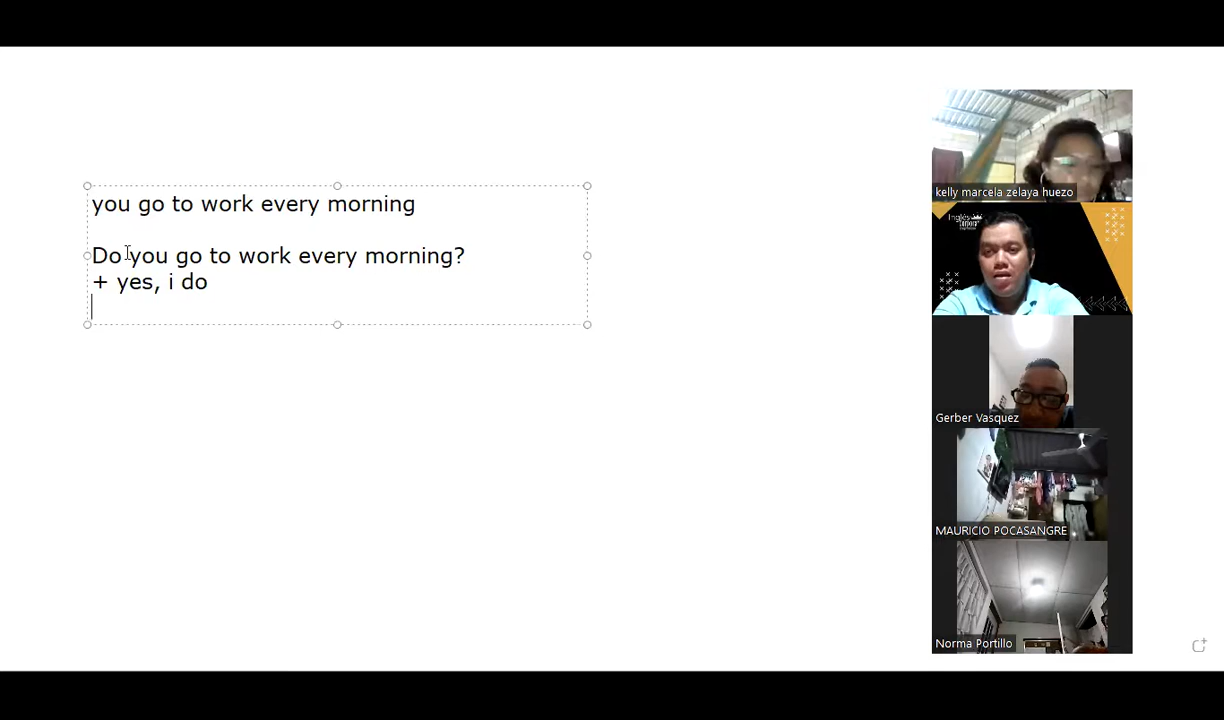 you go to work every morning
Do you go to work every morning?
+ yes, i do
kelly marcela zelaya huezo
Inglés
Gerber Vasquez
MAURICIO POCASANGRE
Norma Portillo